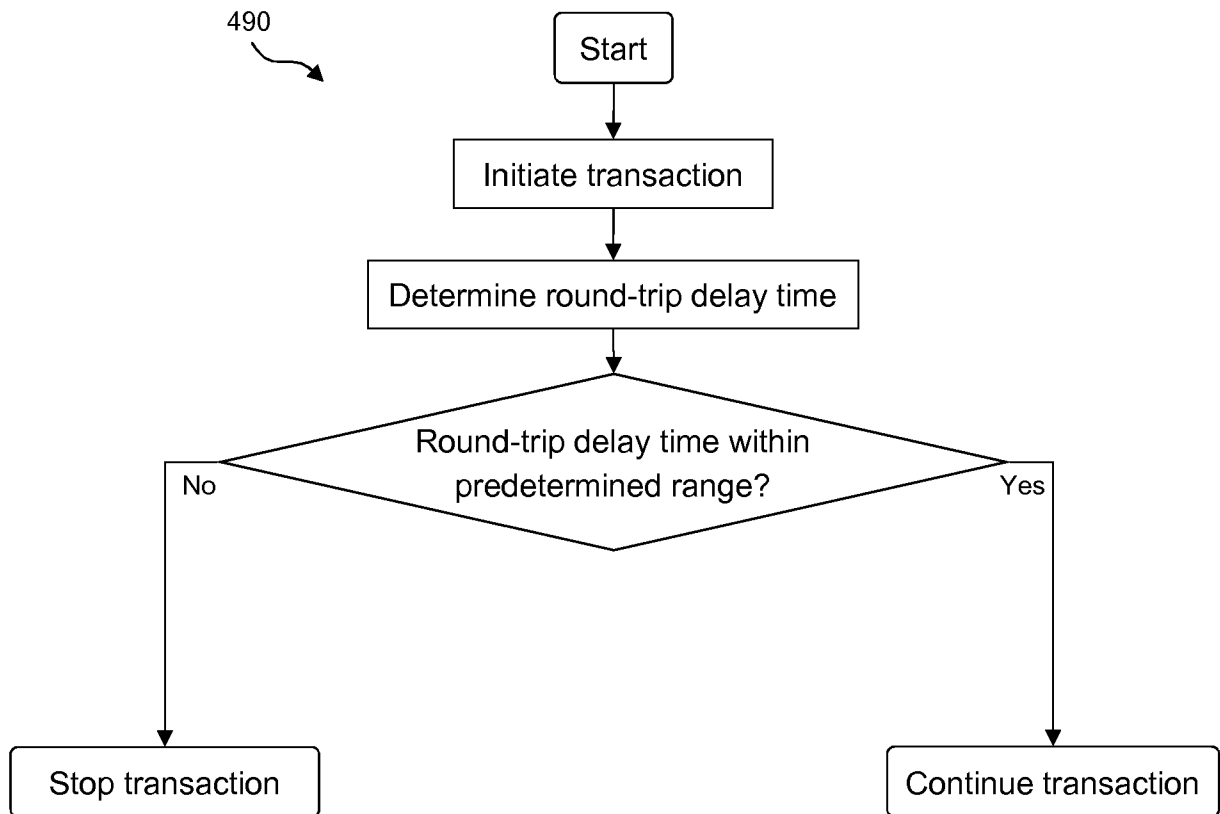 490
Start
Initiate transaction
Determine round-trip delay time
Round-trip delay time within
predetermined range?
No
Yes
Stop transaction
Continue transaction